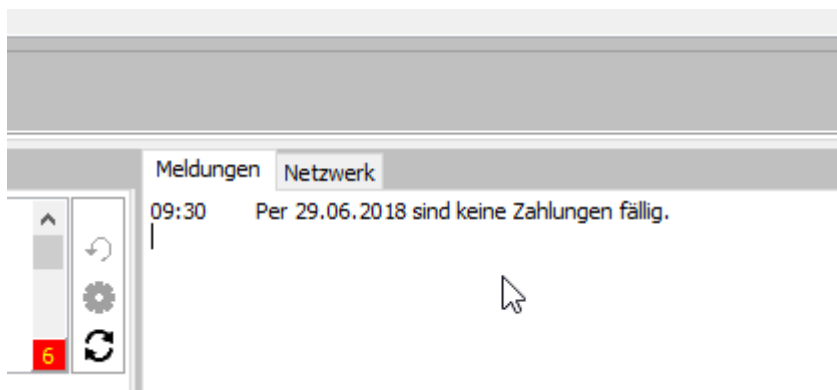 Meldungen Netzwerk
09:30 Per 29.06.2018 sind keine Zahlungen fällig.
6